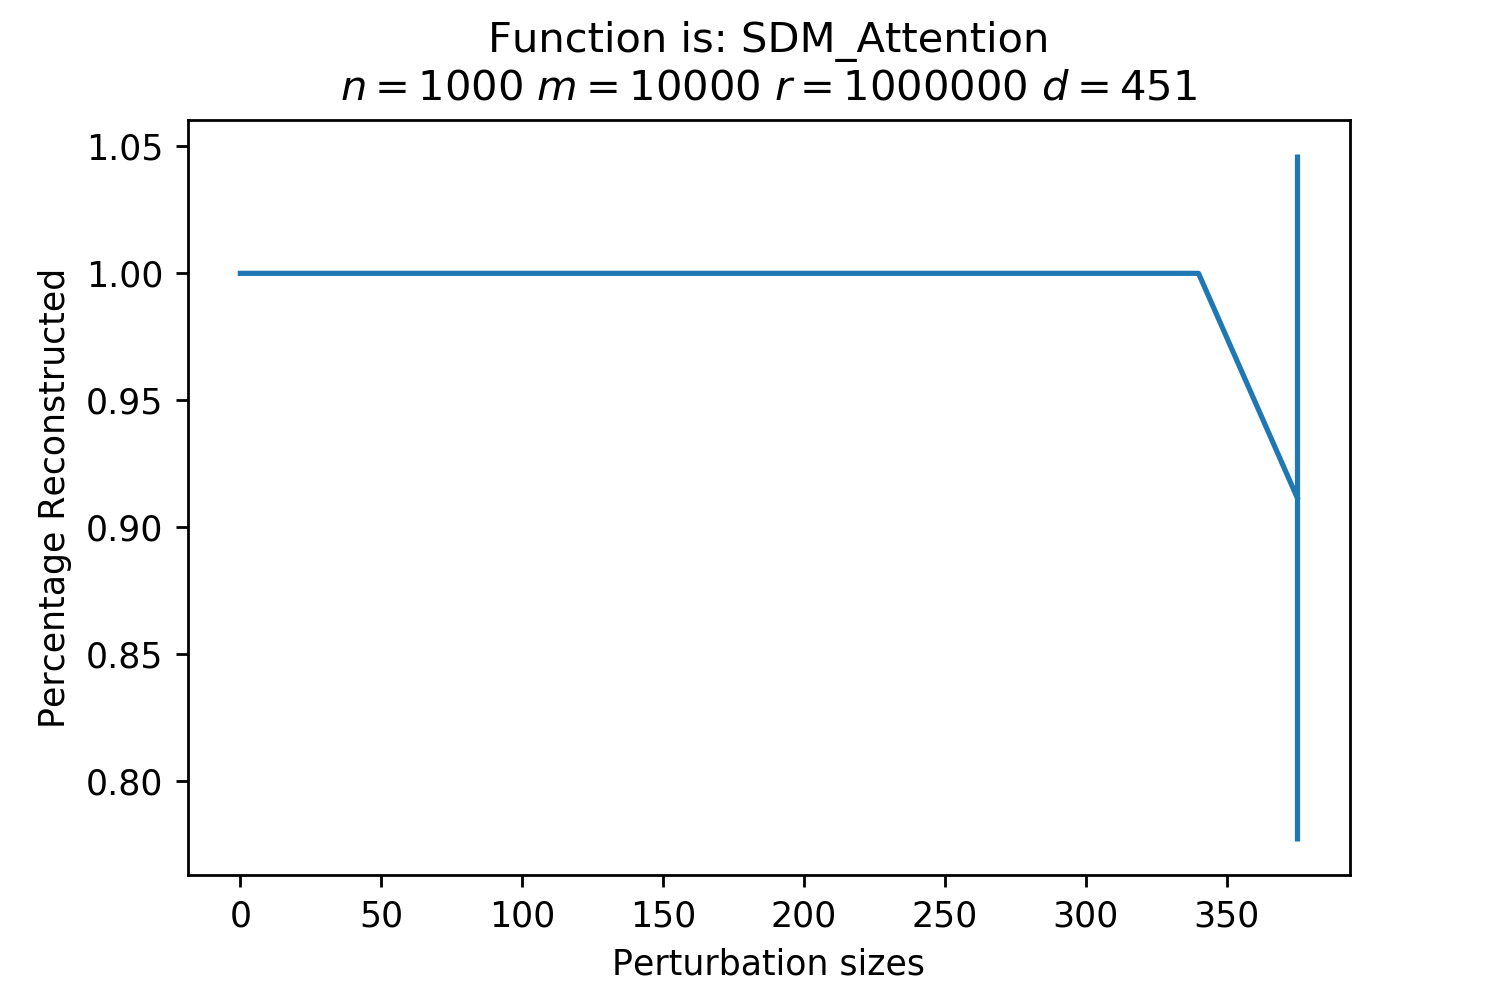 Function is: SDM_Attention
n = 1000 m = 10000 r = 1000000 d = 451
1.05
1.00
0.95
0.90
0.85
0.80
Percentage Reconstructed
0 50 100 150 200 250 300 350
Perturbation sizes